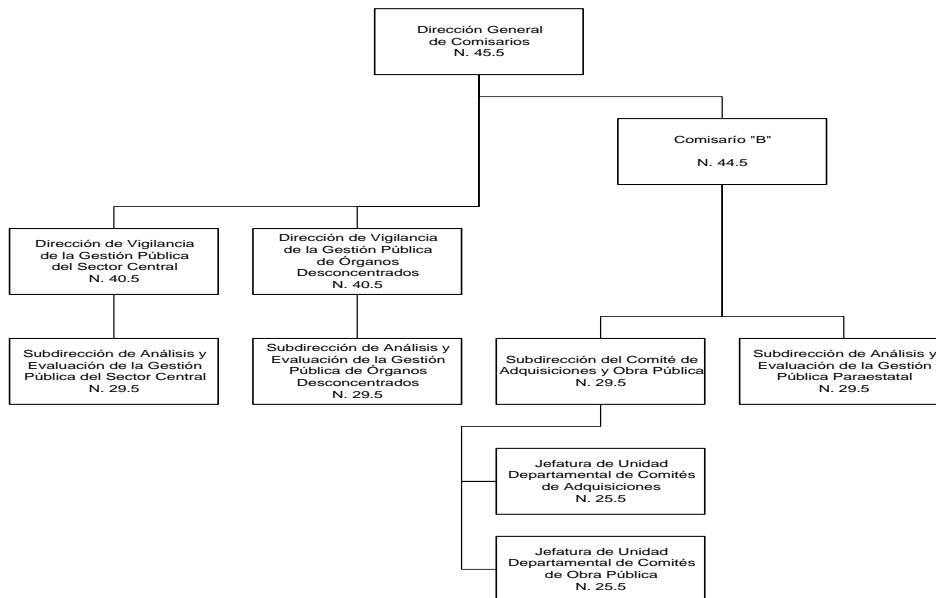 Dirección General
de Comisarios
N. 45.5
Comisarío "B"
N. 44.5
Dirección de Vigilancia
de la Gestión Pública
del Sector Central
N. 40.5
Dirección de Vigilancia
de la Gestión Pública
de Órganos
Desconcentrados
N. 40.5
Subdirección de Análisis y
Evaluación de la Gestión
Pública del Sector Central
N. 29.5
Subdirección de Análisis y
Evaluación de la Gestión
Pública de Órganos
Desconcentrados
N. 29.5
Subdirección del Comité de
Adquisiciones y Obra Pública
N. 29.5
Subdirección de Análisis y
Evaluación de la Gestión
Pública Paraestatal
N. 29.5
Jefatura de Unidad
Departamental de Comités
de Adquisiciones
N. 25.5
Jefatura de Unidad
Departamental de Comités
de Obra Pública
N. 25.5